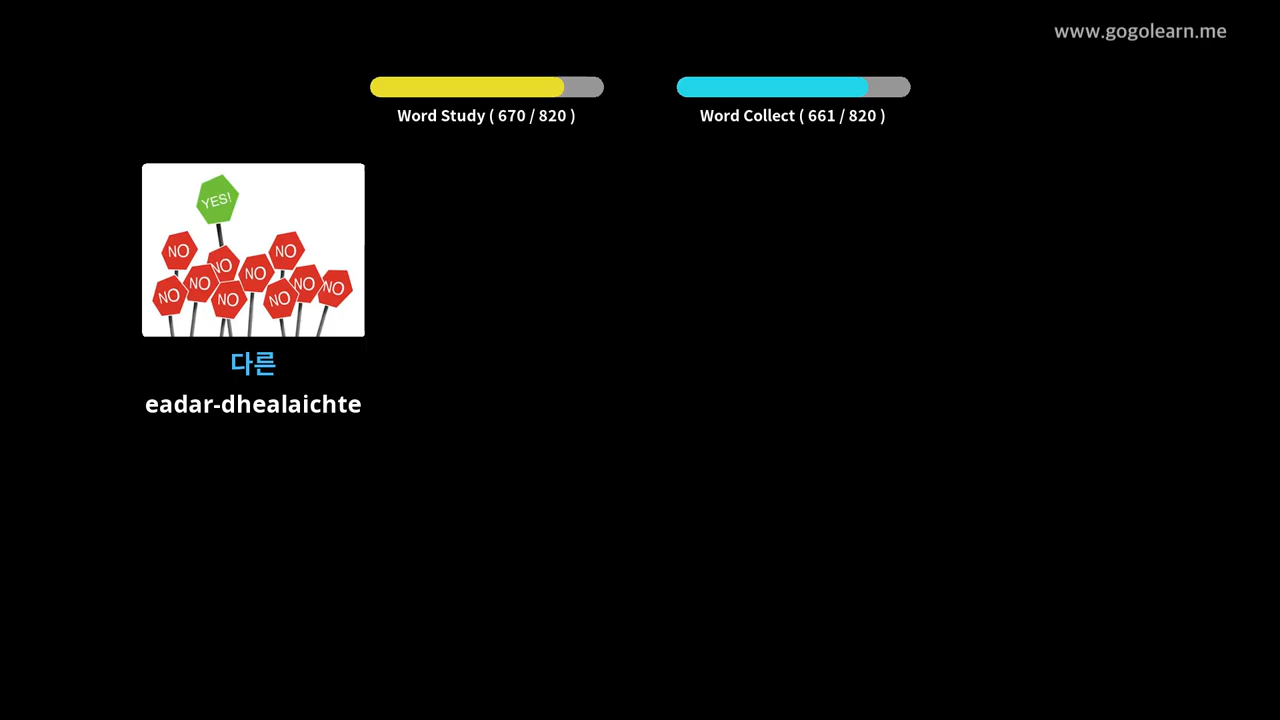 www.gogolearn.me
Word Study ( 670 / 820 )
Word Collect ( 661 / 820 )
YES!
NO
NO
NO
NO
NO
NO
NO
NO
NO
NO
다른
eadar-dhealaichte